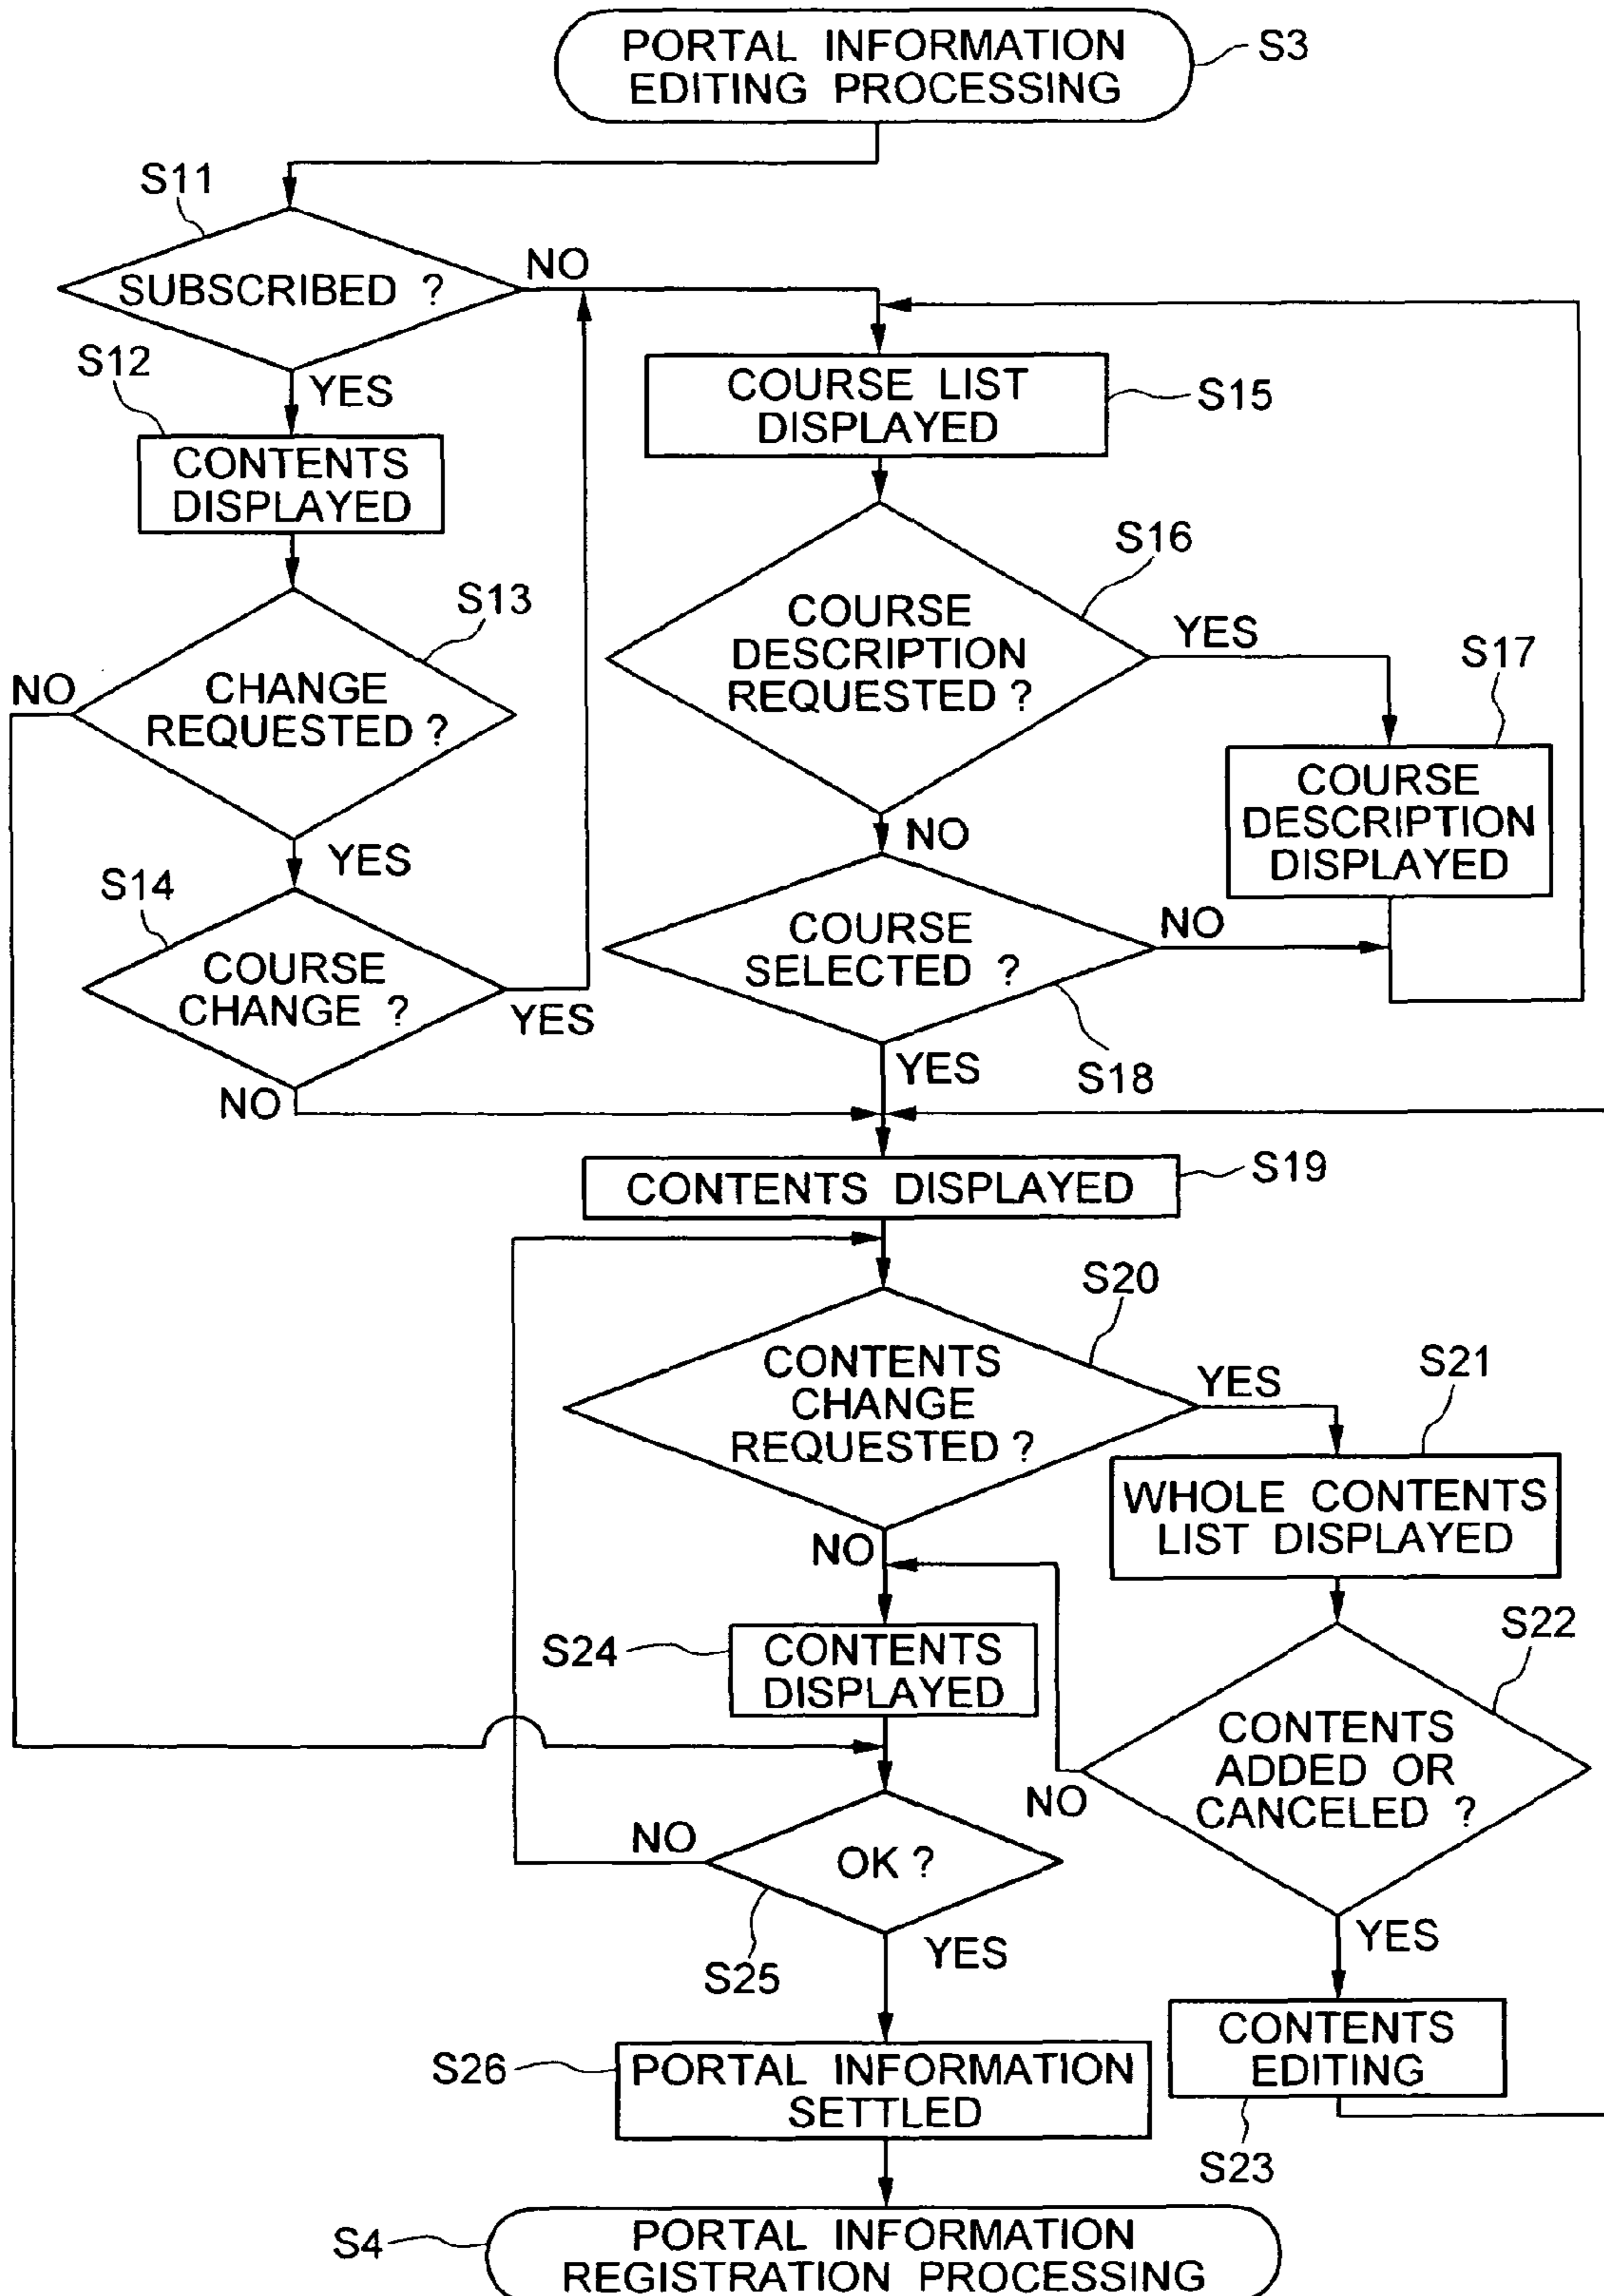 PORTAL INFORMATION
EDITING PROCESSING
S3
S11
SUBSCRIBED ?
NO
YES
S12
CONTENTS
DISPLAYED
S13
CHANGE
REQUESTED ?
NO
YES
S14
COURSE
CHANGE ?
YES
NO
COURSE LIST
DISPLAYED
S15
S16
COURSE
DESCRIPTION
REQUESTED ?
YES
NO
S17
COURSE
DESCRIPTION
DISPLAYED
COURSE
SELECTED ?
NO
YES
S18
CONTENTS DISPLAYED
S19
S20
CONTENTS
CHANGE
REQUESTED ?
YES
NO
S21
WHOLE CONTENTS
LIST DISPLAYED
S22
CONTENTS
ADDED OR
CANCELED ?
NO
YES
CONTENTS
EDITING
S23
S24
CONTENTS
DISPLAYED
NO
OK ?
YES
S25
S26
PORTAL INFORMATION
SETTLED
S4
PORTAL INFORMATION
REGISTRATION PROCESSING